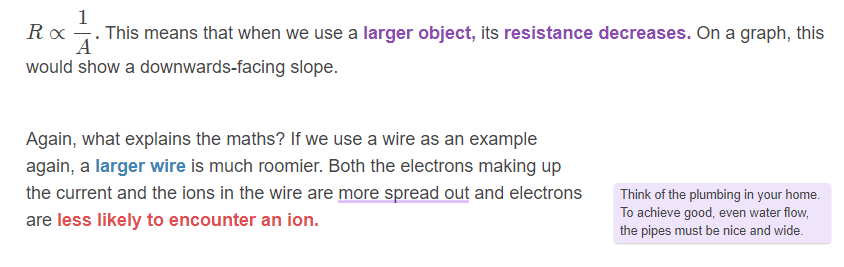 R ∝ 1/A. This means that when we use a larger object, its resistance decreases. On a graph, this
would show a downwards-facing slope.
Again, what explains the maths? If we use a wire as an example
again, a larger wire is much roomier. Both the electrons making up
the current and the ions in the wire are more spread out and electrons
are less likely to encounter an ion.
Think of the plumbing in your home.
To achieve good, even water flow,
the pipes must be nice and wide.